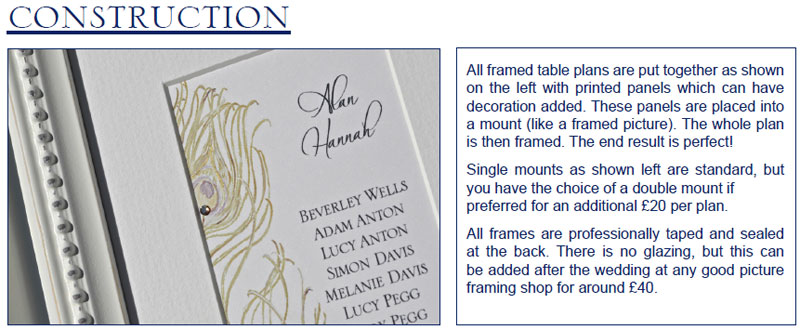 CONSTRUCTION
Alan
Hannah
BEVERLEY WELLS
ADAM ANTON
LUCY ANTON
SIMON DAVIS
MELANIE DAVIS
LUCY PEGG
PEGG
All framed table plans are put together as shown
on the left with printed panels which can have
decoration added. These panels are placed into
a mount (like a framed picture). The whole plan
is then framed. The end result is perfect!
Single mounts as shown left are standard, but
you have the choice of a double mount if
preferred for an additional £20 per plan.
All frames are professionally taped and sealed
at the back. There is no glazing, but this can
be added after the wedding at any good picture
framing shop for around £40.